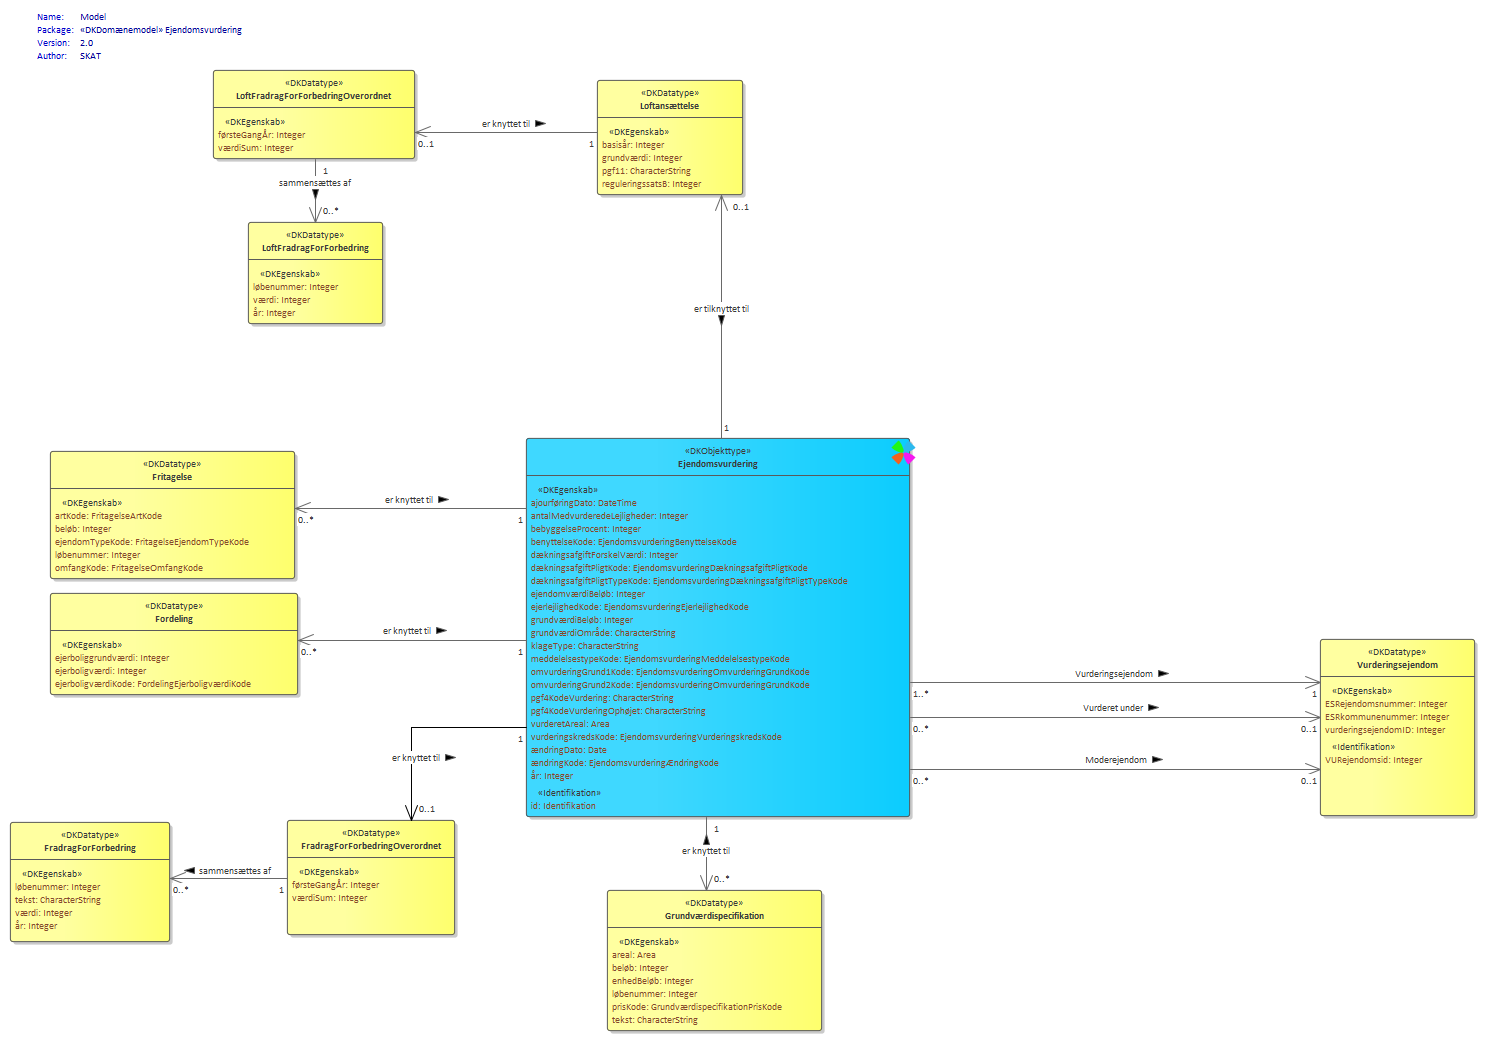 Name: Model
Package: «DKDomænemodel» Ejendomsvurdering
Version: 2.0
Author: SKAT
«DKDatatype»
LoftFradragForForbedringOverordnet
«DKEgenskab»
førsteGangÅr: Integer
værdiSum: Integer
er knyttet til
0..1
1
«DKDatatype»
Loftansættelse
«DKEgenskab»
basisår: Integer
grundværdi: Integer
pgf11: CharacterString
reguleringssatsB: Integer
1
sammensættes af
0..*
0..1
«DKDatatype»
LoftFradragForForbedring
«DKEgenskab»
løbenummer: Integer
værdi: Integer
år: Integer
er tilknyttet til
1
«DKDatatype»
Fritagelse
«DKEgenskab»
artKode: FritagelseArtKode
beløb: Integer
ejendomTypeKode: FritagelseEjendomTypeKode
løbenummer: Integer
omfangKode: FritagelseOmfangKode
er knyttet til
0..*
1
«DKDatatype»
Fordeling
«DKEgenskab»
ejerboliggrundværdi: Integer
ejerboligværdi: Integer
ejerboligværdiKode: FordelingEjerboligværdiKode
er knyttet til
0..*
1
«DKObjekttype»
Ejendomsvurdering
«DKEgenskab»
ajourføringDato: DateTime
antalMedvurderedeLejligheder: Integer
bebyggelseProcent: Integer
benyttelseKode: EjendomsvurderingBenyttelseKode
dækningsafgiftForskelVærdi: Integer
dækningsafgiftPligtKode: EjendomsvurderingDækningsafgiftPligtKode
dækningsafgiftPligtTypeKode: EjendomsvurderingDækningsafgiftPligtTypeKode
ejendomværdiBeløb: Integer
ejerlejlighedKode: EjendomsvurderingEjerlejlighedKode
grundværdiBeløb: Integer
grundværdiOmråde: CharacterString
klageType: CharacterString
meddelelsestypeKode: EjendomsvurderingMeddelelsestypeKode
omvurderingGrund1Kode: EjendomsvurderingOmvurderingGrundKode
omvurderingGrund2Kode: EjendomsvurderingOmvurderingGrundKode
pgf4KodeVurdering: CharacterString
pgf4KodeVurderingOphøjet: CharacterString
vurderetAreal: Area
vurderingskredsKode: EjendomsvurderingVurderingskredsKode
ændringDato: Date
ændringKode: EjendomsvurderingÆndringKode
år: Integer
«Identifikation»
id: Identifikation
Vurderingsejendom
1..*
1
Vurderet under
0..*
0..1
Moderejendom
0..*
0..1
«DKDatatype»
Vurderingsejendom
«DKEgenskab»
ESRejendomsnummer: Integer
ESRkommunenummer: Integer
vurderingsejendomID: Integer
«Identifikation»
VURejendomsid: Integer
1
er knyttet til
0..1
«DKDatatype»
FradragForForbedring
«DKEgenskab»
løbenummer: Integer
tekst: CharacterString
værdi: Integer
år: Integer
sammensættes af
0..*
1
«DKDatatype»
FradragForForbedringOverordnet
«DKEgenskab»
førsteGangÅr: Integer
værdiSum: Integer
1
er knyttet til
0..*
«DKDatatype»
Grundværdispecifikation
«DKEgenskab»
areal: Area
beløb: Integer
enhedBeløb: Integer
løbenummer: Integer
prisKode: GrundværdispecifikationPrisKode
tekst: CharacterString